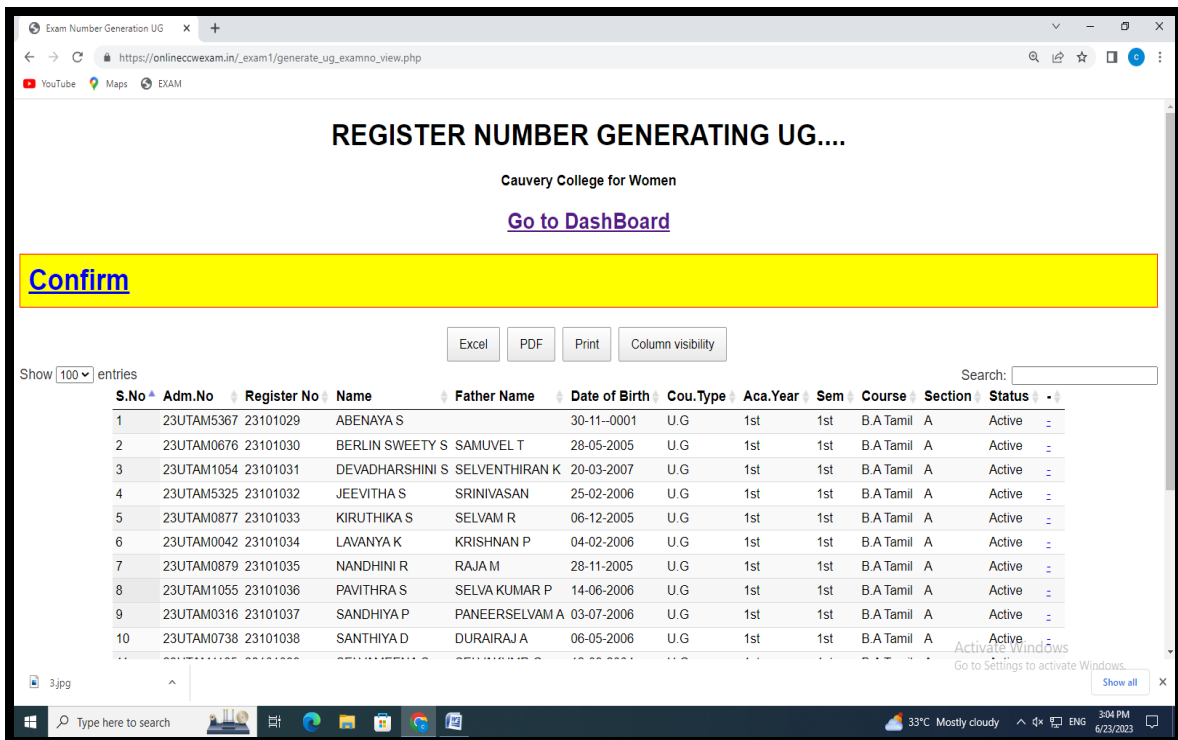 Exam Number Generation UG
https://onlineccwexam.in/_exam1/generate_ug_examno_view.php
YouTube Maps EXAM
REGISTER NUMBER GENERATING UG....
Cauvery College for Women
Go to DashBoard
Confirm
Excel PDF Print Column visibility
Show 100 entries Search:
S.No Adm.No Register No Name Father Name Date of Birth Cou.Type Aca.Year Sem Course Section Status -
1 23UTAM5367 23101029 ABENAYA S 30-11--0001 U.G 1st 1st B.A Tamil A Active -
2 23UTAM0676 23101030 BERLIN SWEETY S SAMUVEL T 28-05-2005 U.G 1st 1st B.A Tamil A Active -
3 23UTAM1054 23101031 DEVADHARSHINI S SELVENTHIRAN K 20-03-2007 U.G 1st 1st B.A Tamil A Active -
4 23UTAM5325 23101032 JEEVITHA S SRINIVASAN 25-02-2006 U.G 1st 1st B.A Tamil A Active -
5 23UTAM0877 23101033 KIRUTHIKA S SELVAM R 06-12-2005 U.G 1st 1st B.A Tamil A Active -
6 23UTAM0042 23101034 LAVANYA K KRISHNAN P 04-02-2006 U.G 1st 1st B.A Tamil A Active -
7 23UTAM0879 23101035 NANDHINI R RAJA M 28-11-2005 U.G 1st 1st B.A Tamil A Active -
8 23UTAM1055 23101036 PAVITHRA S SELVA KUMAR P 14-06-2006 U.G 1st 1st B.A Tamil A Active -
9 23UTAM0316 23101037 SANDHIYA P PANEERSELVAM A 03-07-2006 U.G 1st 1st B.A Tamil A Active -
10 23UTAM0738 23101038 SANTHIYA D DURAIRAJ A 06-05-2006 U.G 1st 1st B.A Tamil A Active -
Activate Windows
Go to Settings to activate Windows.
3.jpg Show all
Type here to search 33°C Mostly cloudy ENG 3:04 PM
6/23/2023